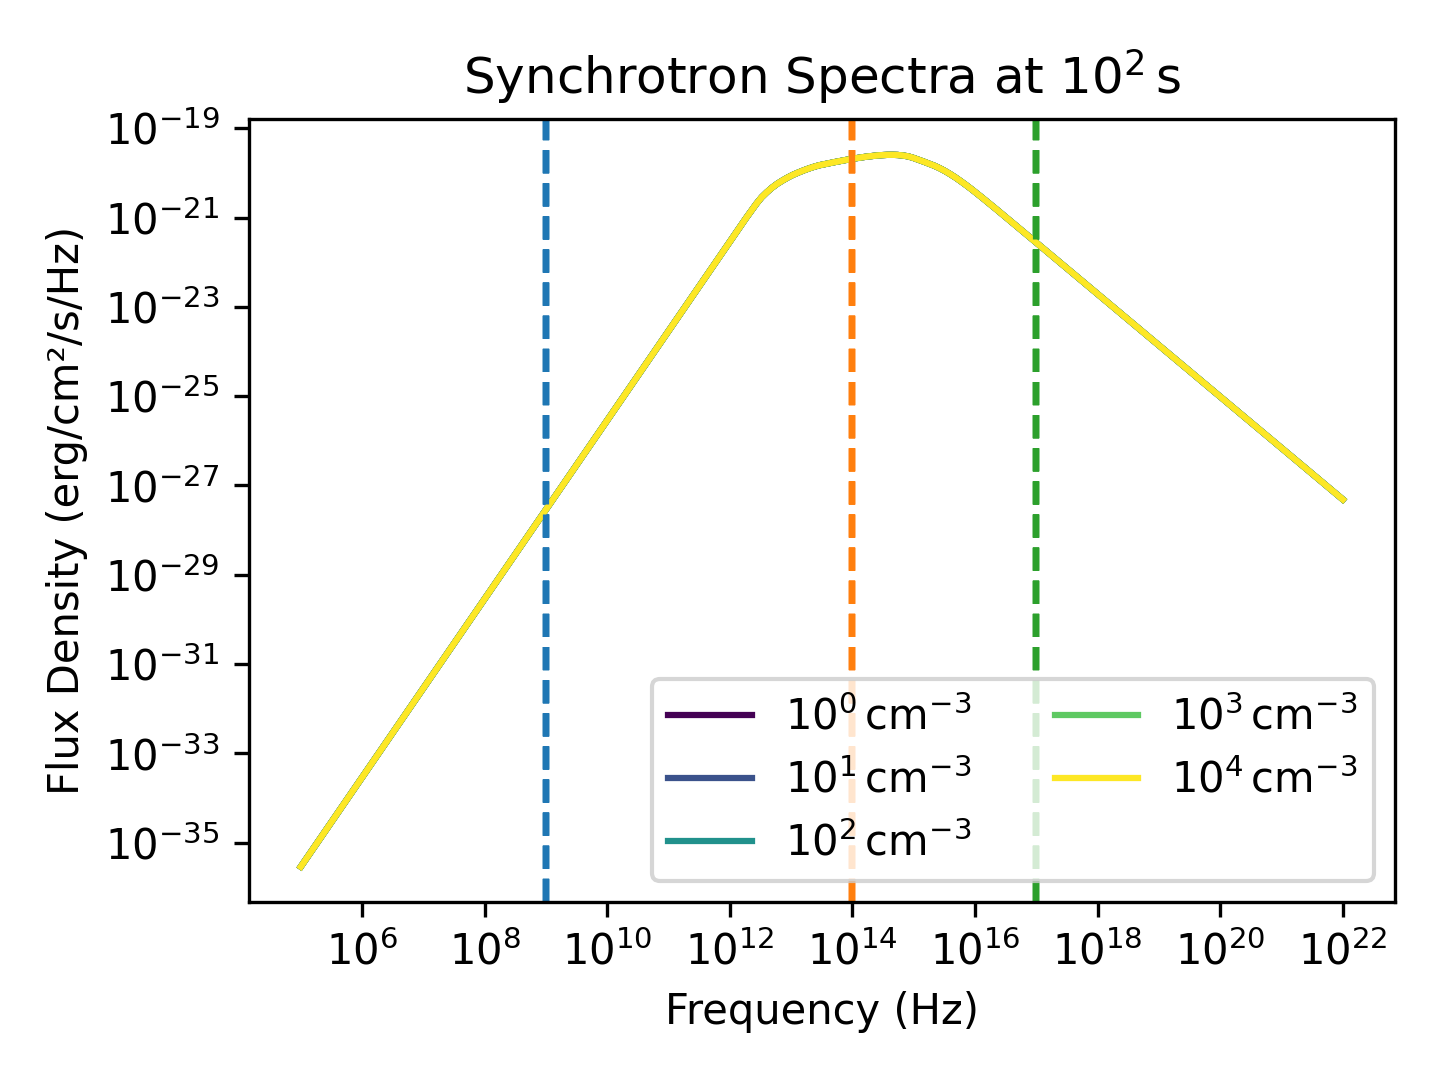 Synchrotron Spectra at 10² s
Flux Density (erg/cm²/s/Hz)
10⁻¹⁹
10⁻²¹
10⁻²³
10⁻²⁵
10⁻²⁷
10⁻²⁹
10⁻³¹
10⁻³³
10⁻³⁵
10⁰ cm⁻³
10¹ cm⁻³
10² cm⁻³
10³ cm⁻³
10⁴ cm⁻³
10⁶ 10⁸ 10¹⁰ 10¹² 10¹⁴ 10¹⁶ 10¹⁸ 10²⁰ 10²²
Frequency (Hz)